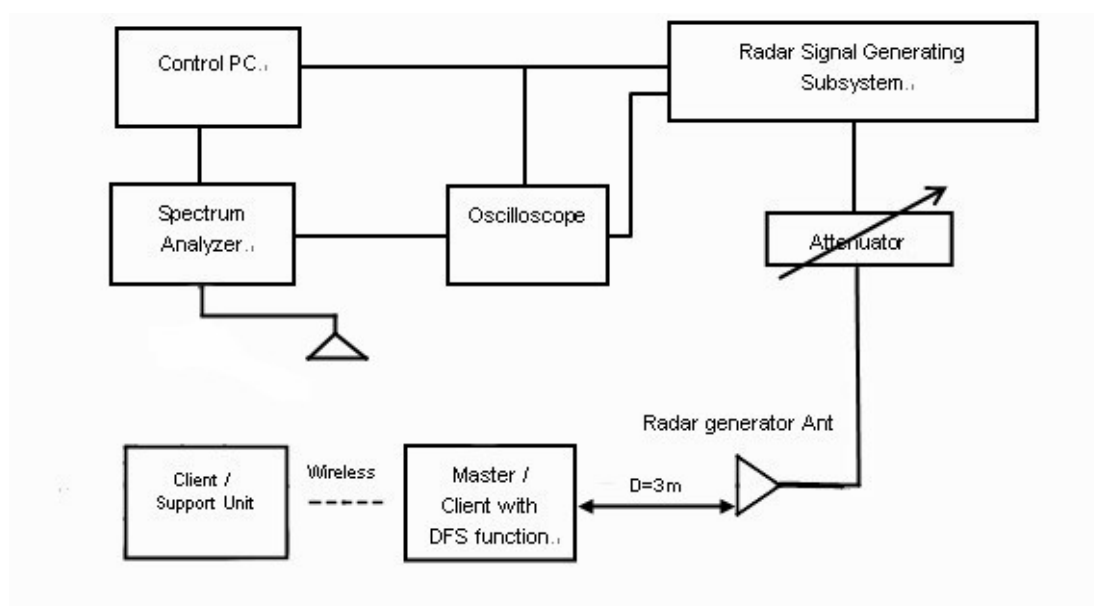 Control PC.
Radar Signal Generating
Subsystem.
Spectrum
Analyzer.
Oscilloscope
Attenuator
Radar generator Ant
Client /
Support Unit
Wireless
Master /
Client with
DFS function.
D=3m